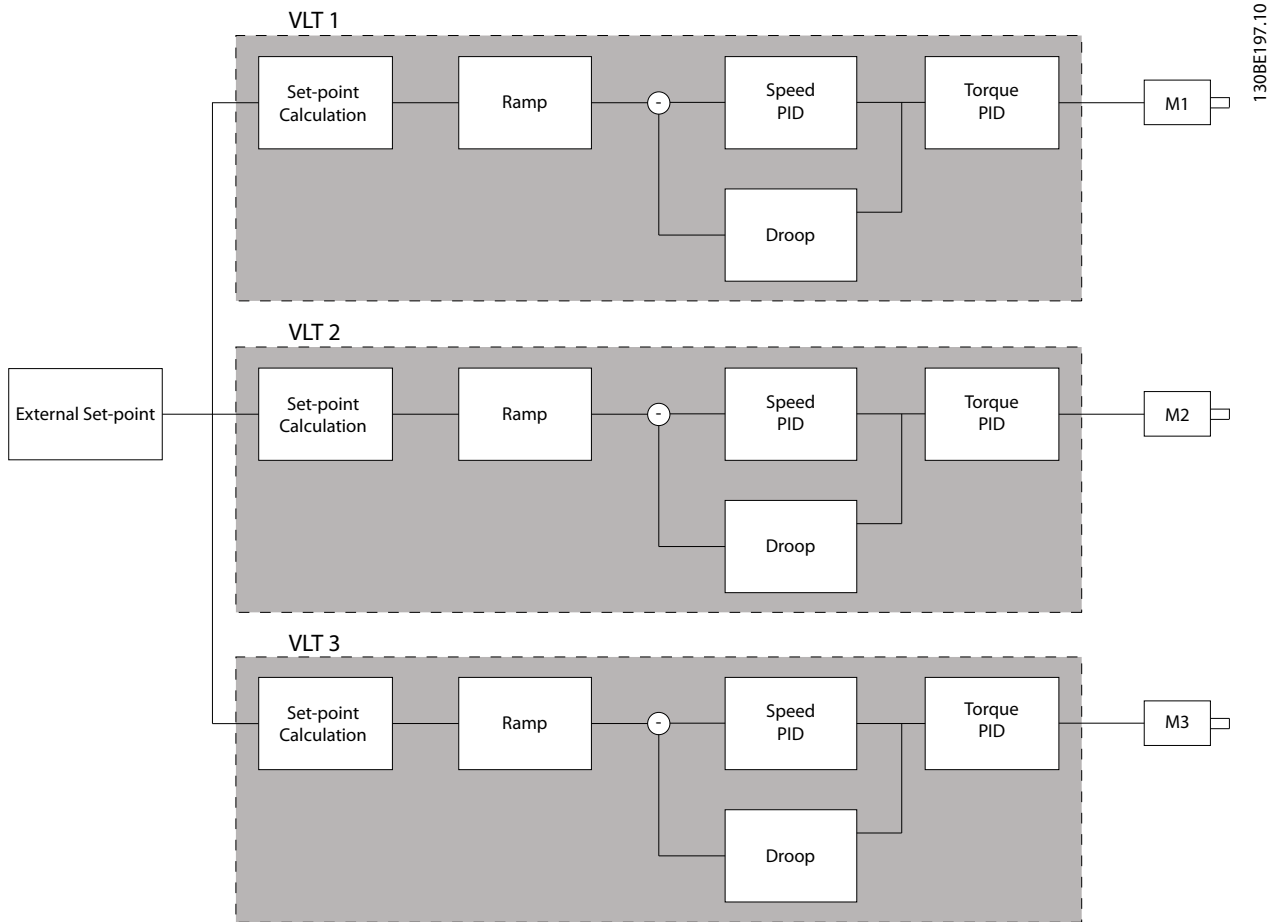 130BE197.10
VLT 1
Set-point
Calculation
Ramp
-
Speed
PID
Torque
PID
M1
Droop
VLT 2
External Set-point
Set-point
Calculation
Ramp
-
Speed
PID
Torque
PID
M2
Droop
VLT 3
Set-point
Calculation
Ramp
-
Speed
PID
Torque
PID
M3
Droop